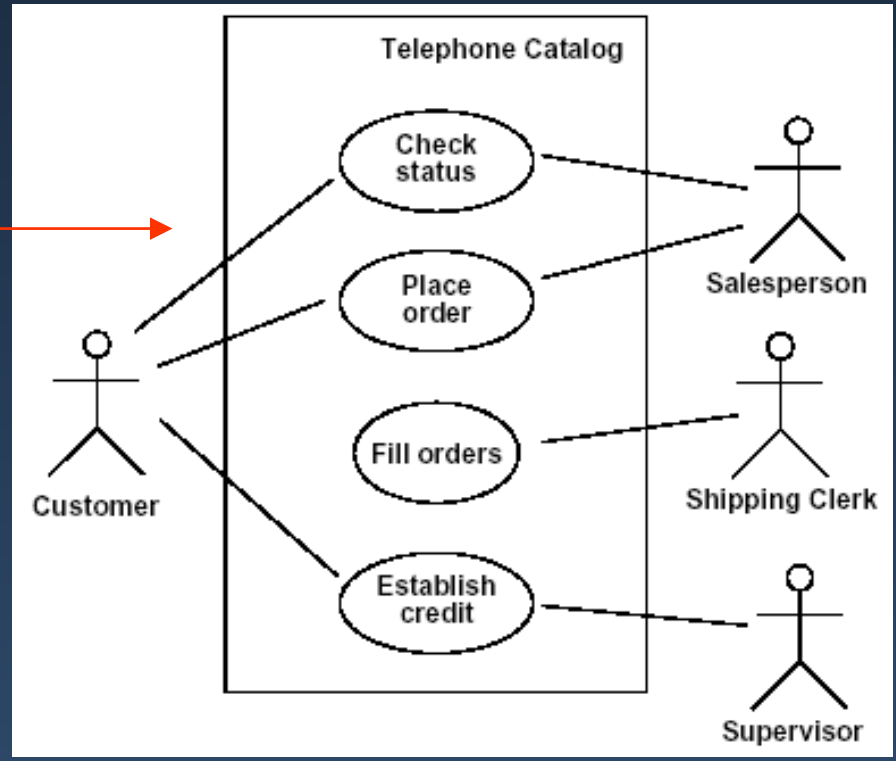 Telephone Catalog
Check
status
Place
order
Salesperson
Fill orders
Customer
Shipping Clerk
Establish
credit
Supervisor